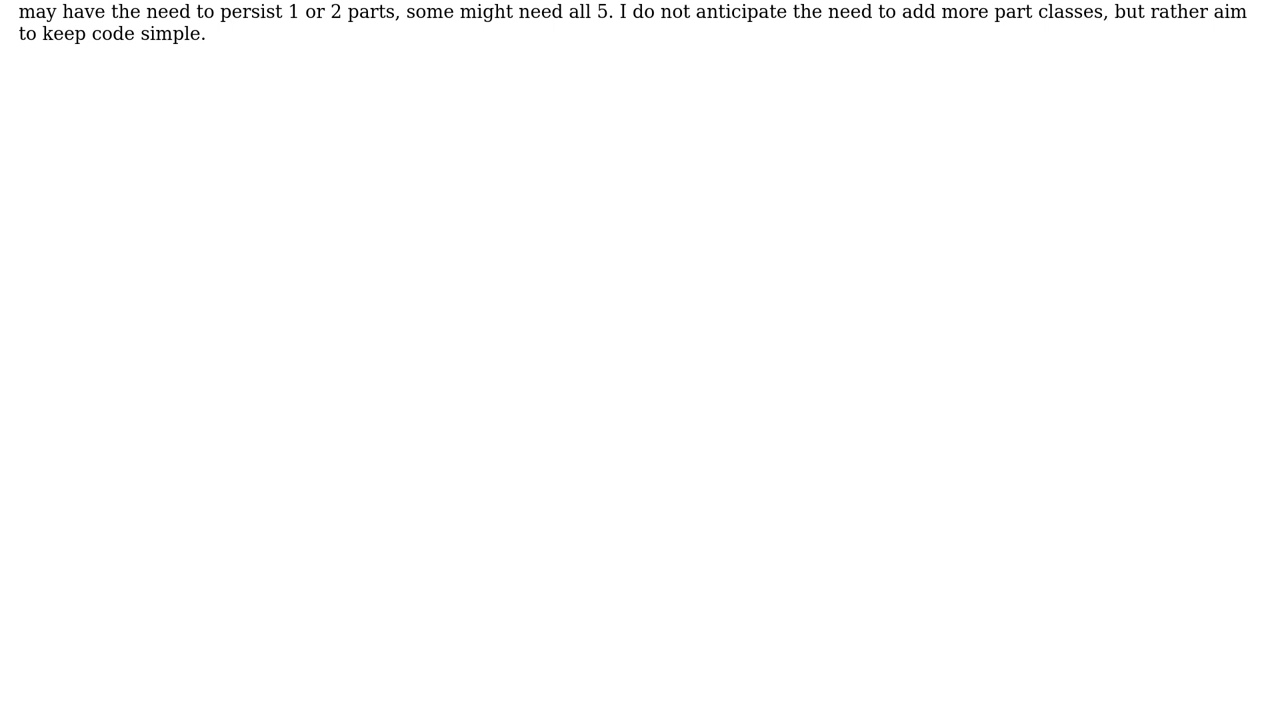 may have the need to persist 1 or 2 parts, some might need all 5. I do not anticipate the need to add more part classes, but rather aim
to keep code simple.